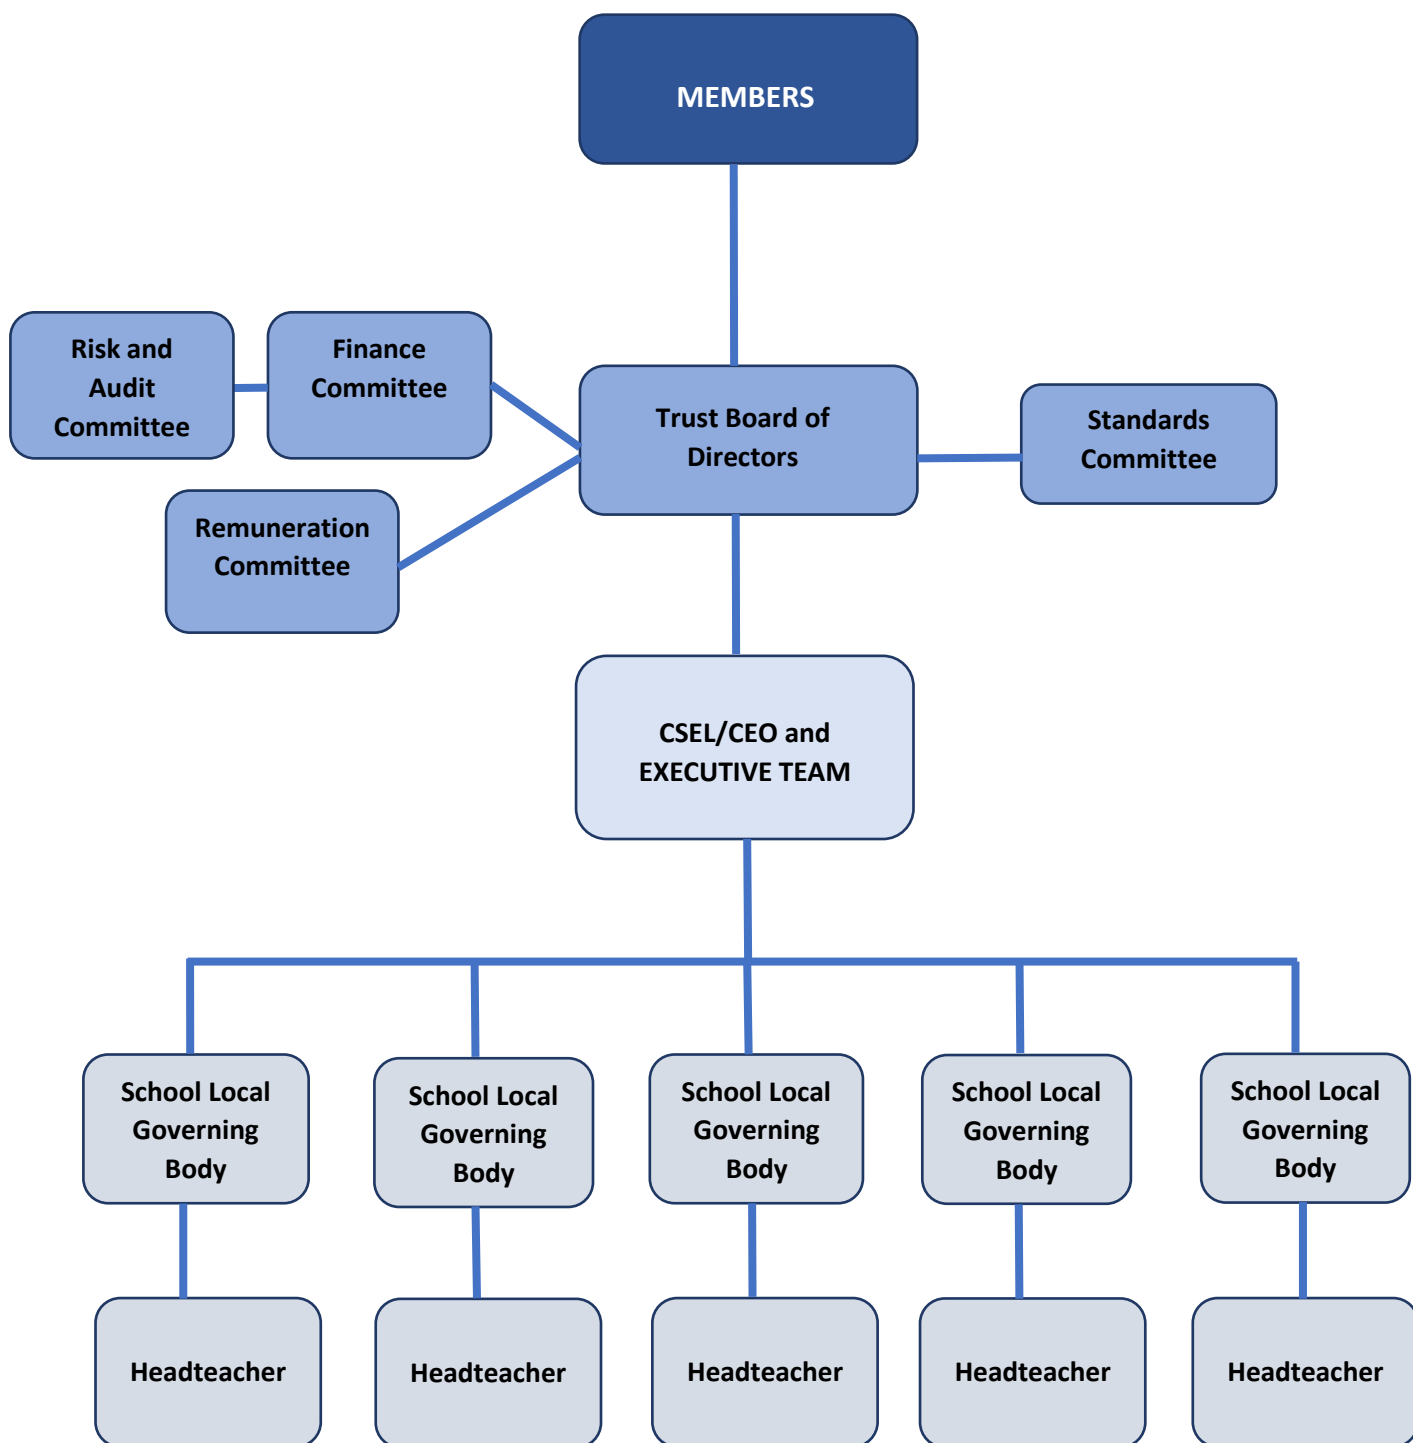 MEMBERS
Risk and
Audit
Committee
Finance
Committee
Trust Board of
Directors
Standards
Committee
Remuneration
Committee
CSEL/CEO and
EXECUTIVE TEAM
School Local
Governing
Body
School Local
Governing
Body
School Local
Governing
Body
School Local
Governing
Body
School Local
Governing
Body
Headteacher
Headteacher
Headteacher
Headteacher
Headteacher